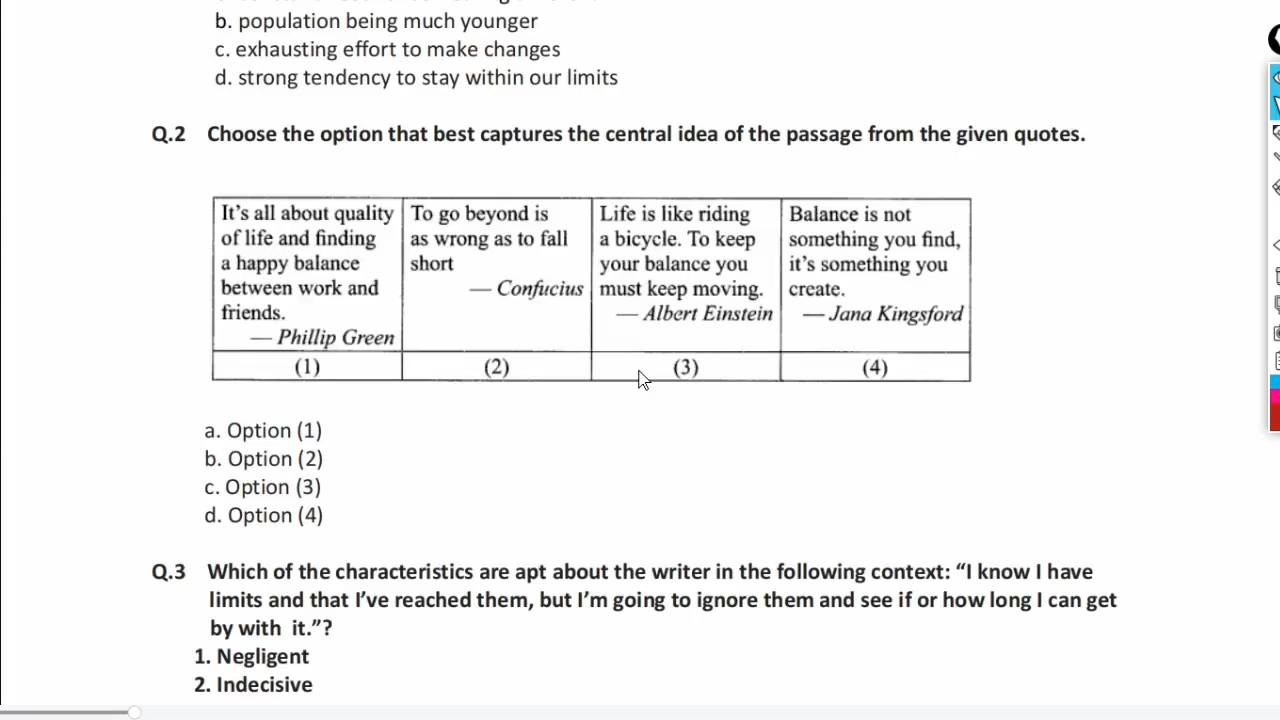 b. population being much younger
c. exhausting effort to make changes
d. strong tendency to stay within our limits
Q.2 Choose the option that best captures the central idea of the passage from the given quotes.
It's all about quality
of life and finding
a happy balance
between work and
friends.
— Phillip Green
(1)
To go beyond is
as wrong as to fall
short
— Confucius
(2)
Life is like riding
a bicycle. To keep
your balance you
must keep moving.
— Albert Einstein
(3)
Balance is not
something you find,
it's something you
create.
— Jana Kingsford
(4)
a. Option (1)
b. Option (2)
c. Option (3)
d. Option (4)
Q.3 Which of the characteristics are apt about the writer in the following context: “I know I have
limits and that I’ve reached them, but I’m going to ignore them and see if or how long I can get
by with it.”?
1. Negligent
2. Indecisive